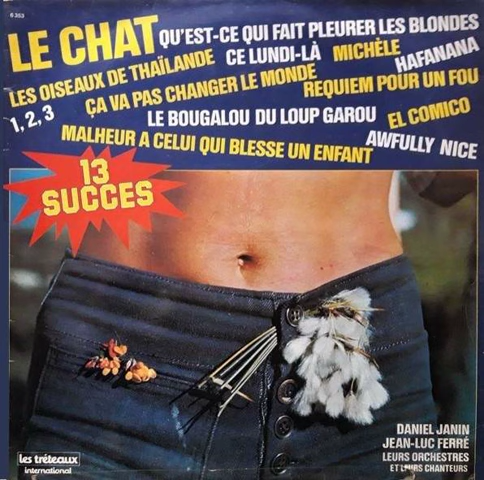 6 353
LE CHAT
QU'EST-CE QUI FAIT PLEURER LES BLONDES
LES OISEAUX DE THAÏLANDE
CE LUNDI-LÀ
MICHÈLE
HAFANANA
1, 2, 3
ÇA VA PAS CHANGER LE MONDE
REQUIEM POUR UN FOU
LE BOUGALOU DU LOUP GAROU
EL COMICO
MALHEUR A CELUI QUI BLESSE UN ENFANT
AWFULLY NICE
13
SUCCES
DANIEL JANIN
JEAN-LUC FERRÉ
LEURS ORCHESTRES
ET LEURS CHANTEURS
les tréteaux
international